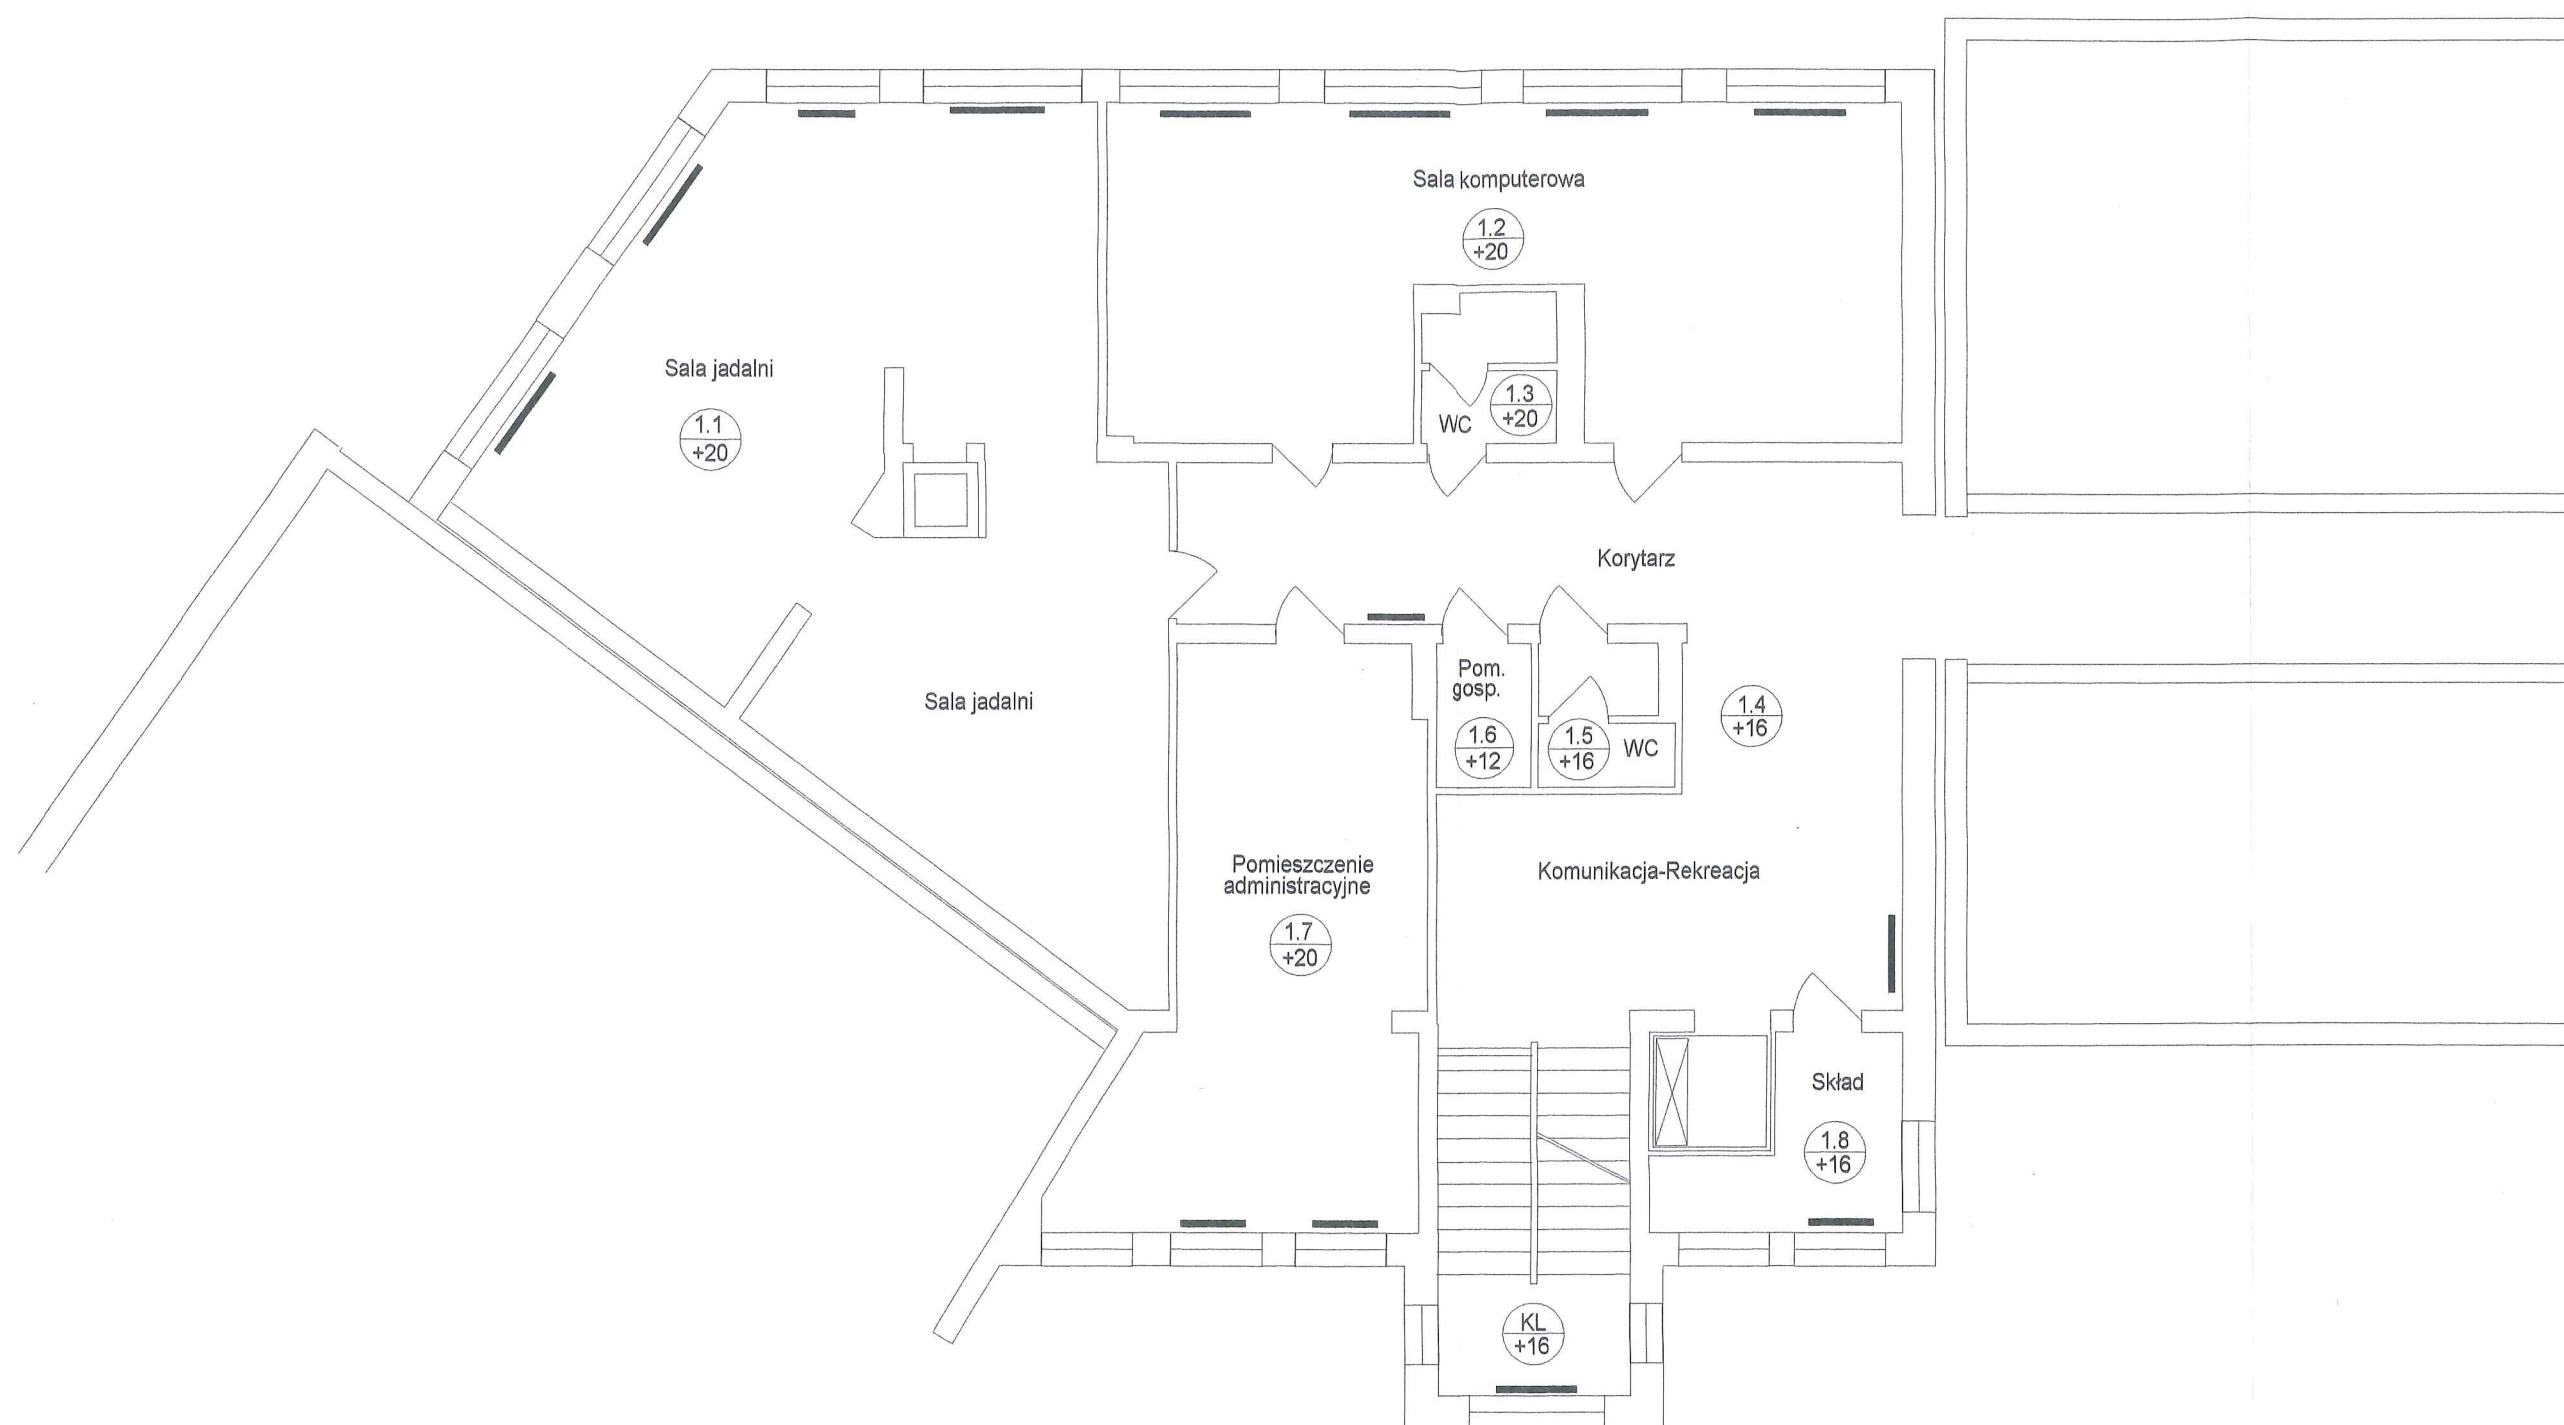 Sala komputerowa
1.2
+20
Sala jadalni
1.1
+20
1.3
+20
WC
Korytarz
Pom.
gosp.
1.6
+12
1.5
+16
WC
1.4
+16
Sala jadalni
Pomieszczenie
administracyjne
1.7
+20
Komunikacja-Rekreacja
Skład
1.8
+16
KL
+16